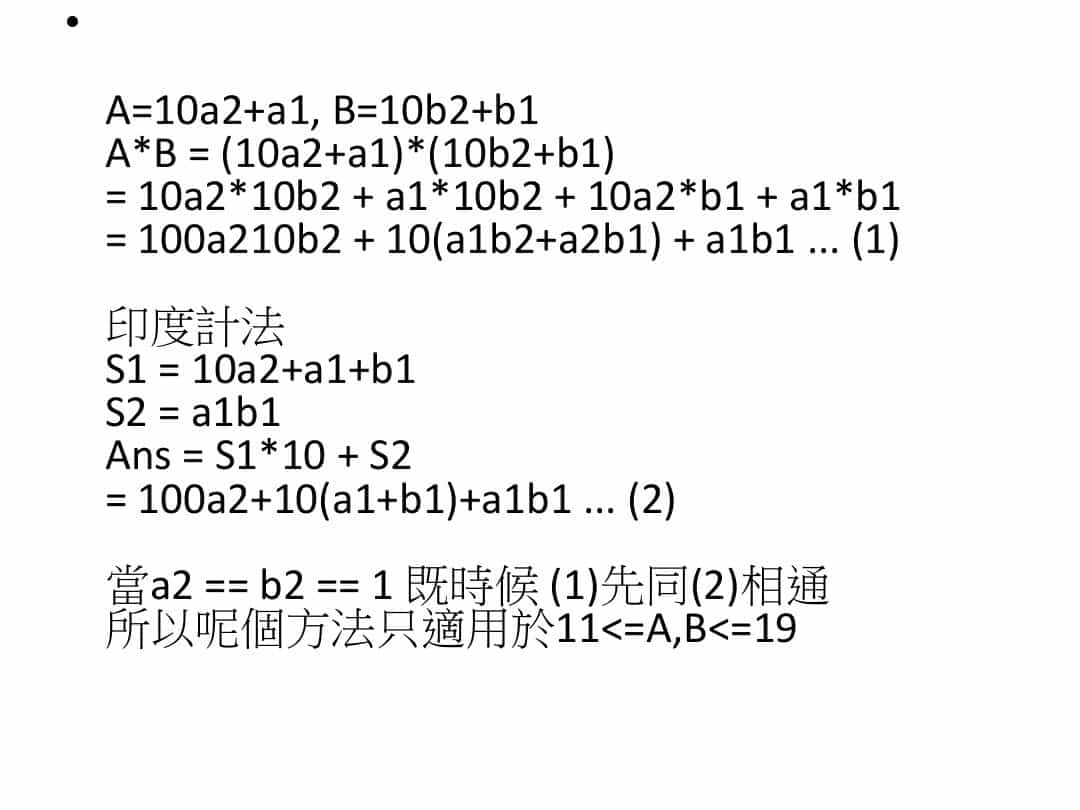 A=10a2+a1, B=10b2+b1
A*B = (10a2+a1)*(10b2+b1)
= 10a2*10b2 + a1*10b2 + 10a2*b1 + a1*b1
= 100a210b2 + 10(a1b2+a2b1) + a1b1 ... (1)
印度計法
S1 = 10a2+a1+b1
S2 = a1b1
Ans = S1*10 + S2
= 100a2+10(a1+b1)+a1b1 ... (2)
當a2 == b2 == 1 既時候 (1)先同(2)相通
所以呢個方法只適用於11<=A,B<=19